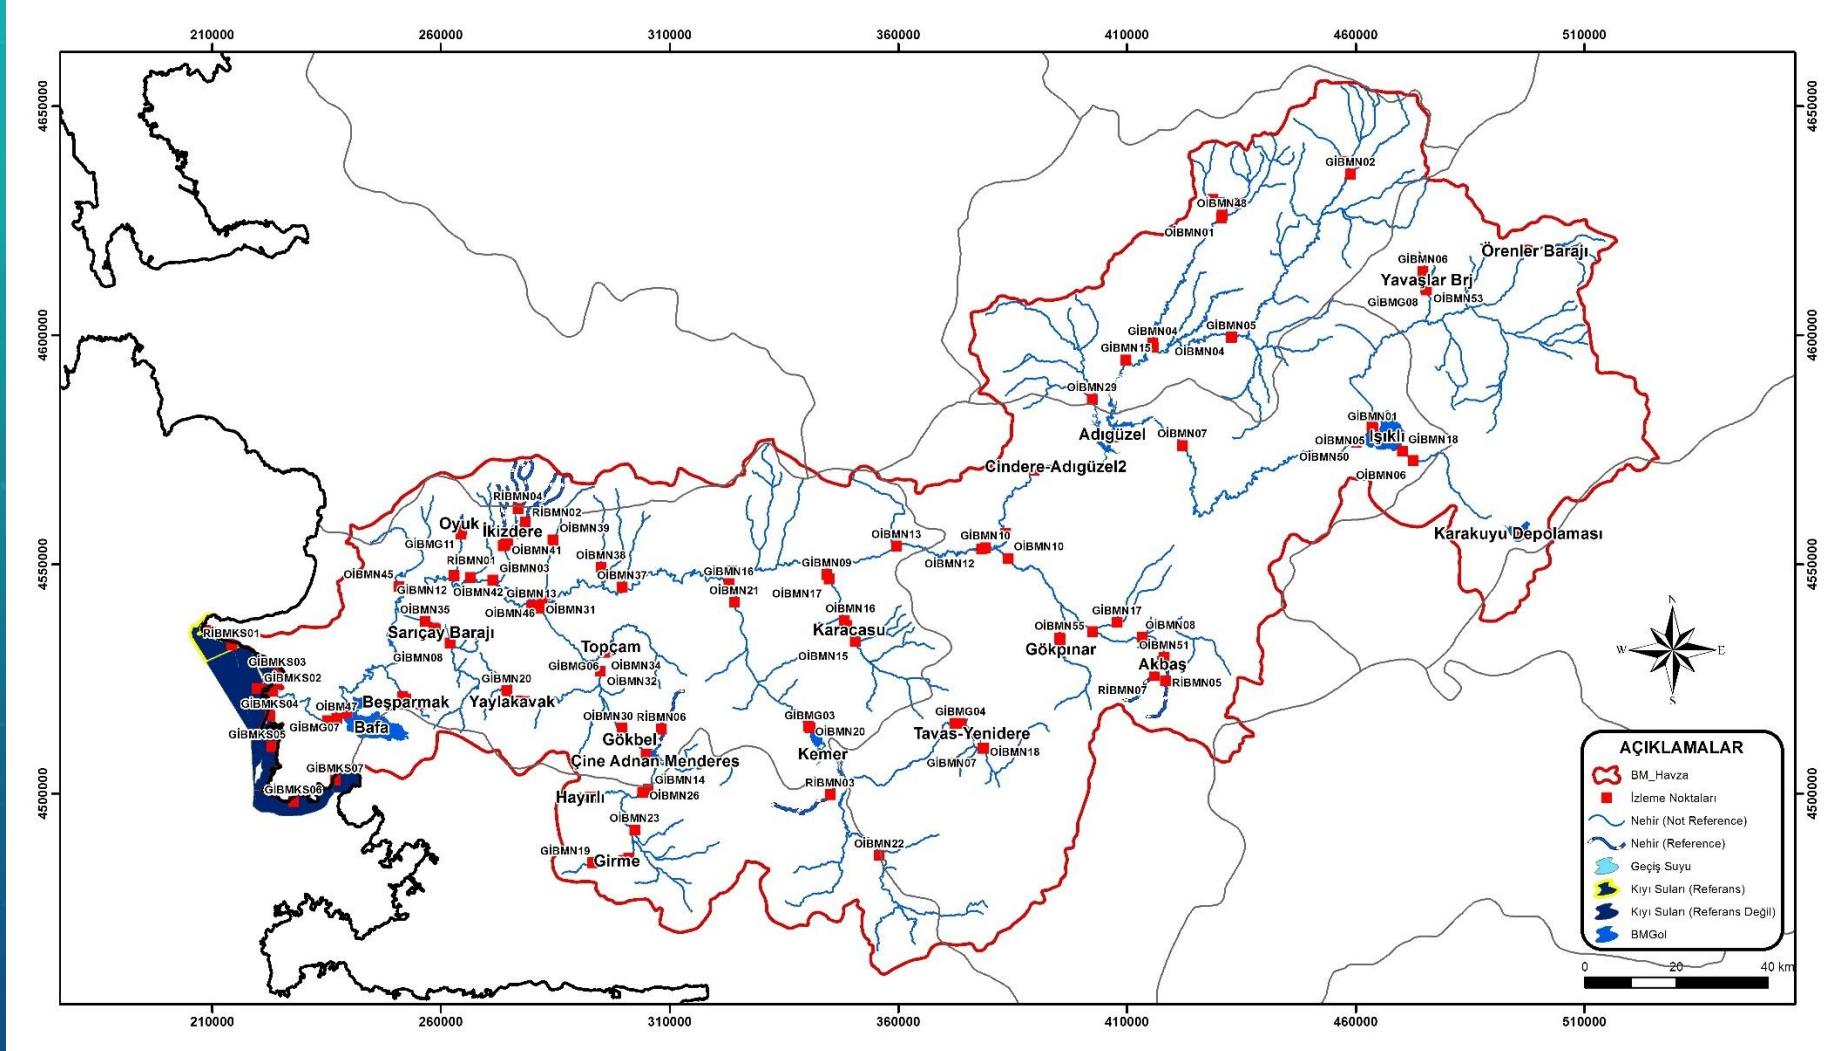 210000
260000
310000
360000
410000
460000
510000
4650000
4650000
GİBMN02
OİBMN48
OİBMN01
Örenler Barajı
GİBMN06
Yavaşlar Brj
GİBMG08
OİBMN53
4600000
4600000
GİBMN04
GİBMN05
GİBMN15
OİBMN04
OİBMN29
GİBMN01
Adıgüzel
OİBMN07
OİBMN05
Işıklı
GİBMN18
OİBMN50
Cindere-Adıgüzel2
OİBMN06
RİBMN04
RİBMN02
Oyuk
İkizdere
OİBMN39
Karakuyu Depolaması
GİBMG11
OİBMN41
OİBMN38
OİBMN13
GİBMN10
OİBMN10
4550000
4550000
RİBMN01
GİBMN03
OİBMN45
OİBMN37
GİBMN16
GİBMN09
OİBMN12
GİBMN12
OİBMN42
GİBMN13
OİBMN21
OİBMN17
OİBMN35
OİBMN46
OİBMN31
OİBMN16
GİBMN17
RİBMKS01
Sarıçay Barajı
Karacasu
OİBMN55
OİBMN08
Topçam
OİBMN51
Gökpınar
GİBMKS03
GİBMN08
GİBMG06
OİBMN34
OİBMN15
Akbaş
GİBMKS02
GİBMN20
OİBMN32
RİBMN07
RİBMN05
GİBMKS04
OİBM47
Beşparmak
Yaylakavak
GİBMG07
Bafa
OİBMN30
RİBMN06
GİBMG03
GİBMG04
GİBMKS05
Gökbel
OİBMN20
Tavas-Yenidere
Kemer
OİBMN18
Çine Adnan Menderes
GİBMN07
GİBMKS07
GİBMN14
RİBMN03
GİBMKS06
Hayırlı
OİBMN26
4500000
4500000
OİBMN23
GİBMN19
Girme
OİBMN22
N
W
E
S
AÇIKLAMALAR
BM_Havza
İzleme Noktaları
Nehir (Not Reference)
Nehir (Reference)
Geçiş Suyu
Kıyı Suları (Referans)
Kıyı Suları (Referans Değil)
BMGol
0
20
40 km
210000
260000
310000
360000
410000
460000
510000